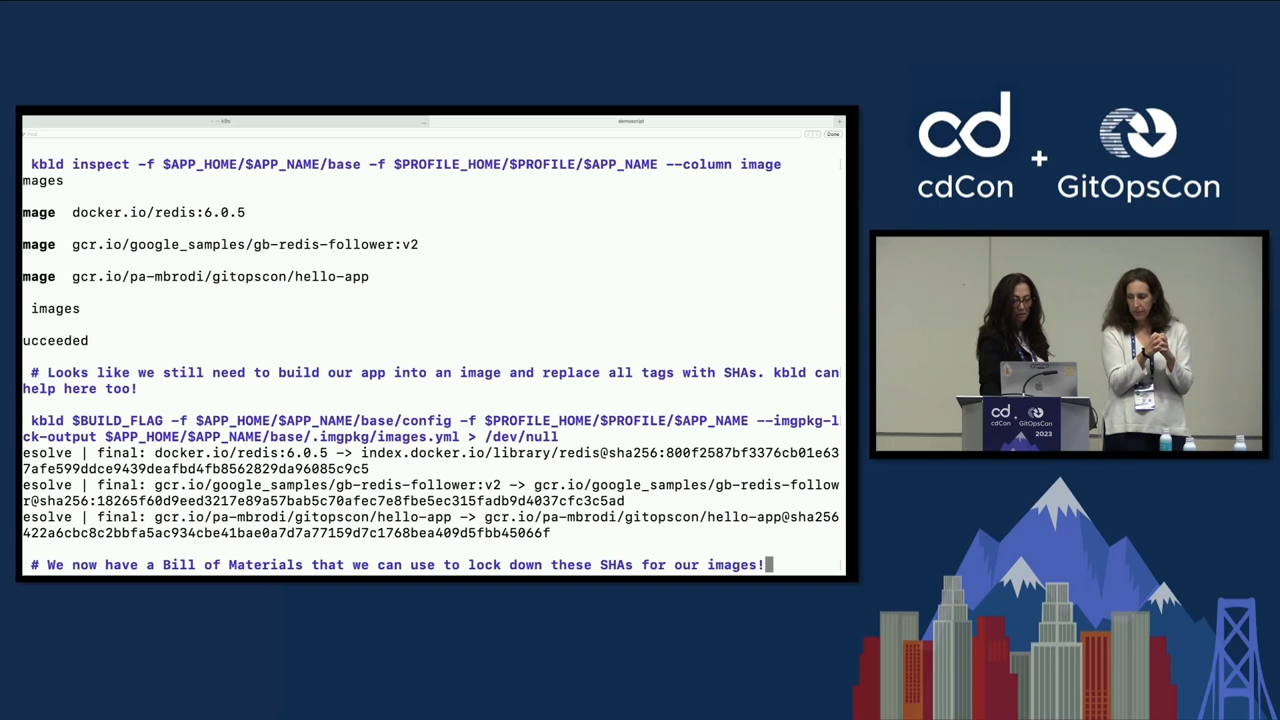 demoscript
Done
kbld inspect -f $APP_HOME/$APP_NAME/base -f $PROFILE_HOME/$PROFILE/$APP_NAME --column image
mages
mage docker.io/redis:6.0.5
mage gcr.io/google_samples/gb-redis-follower:v2
mage gcr.io/pa-mbrodi/gitopscon/hello-app
images
ucceeded
# Looks like we still need to build our app into an image and replace all tags with SHAs. kbld can
help here too!
kbld $BUILD_FLAG -f $APP_HOME/$APP_NAME/base/config -f $PROFILE_HOME/$PROFILE/$APP_NAME --imgpkg-l
ck-output $APP_HOME/$APP_NAME/base/.imgpkg/images.yml > /dev/null
esolve | final: docker.io/redis:6.0.5 -> index.docker.io/library/redis@sha256:800f2587bf3376cb01e63
7afe599ddce9439deafbd4fb8562829da96085c9c5
esolve | final: gcr.io/google_samples/gb-redis-follower:v2 -> gcr.io/google_samples/gb-redis-follow
r@sha256:18265f60d9eed3217e89a57bab5c70afec7e8fbe5ec315fadb9d4037cfc3c5ad
esolve | final: gcr.io/pa-mbrodi/gitopscon/hello-app -> gcr.io/pa-mbrodi/gitopscon/hello-app@sha256
422a6cbc8c2bbfa5ac934cbe41bae0a7d7a77159d7c1768bea409d5fbb45066f
# We now have a Bill of Materials that we can use to lock down these SHAs for our images!
cd
cdCon
+
GitOpsCon
cd
cdCon
GitOpsCon
2023